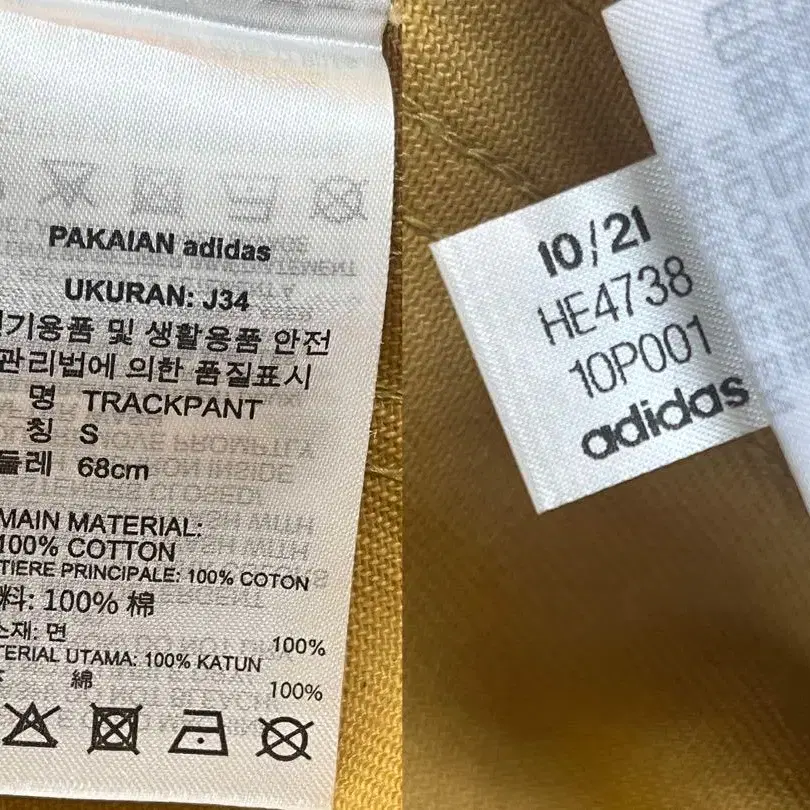 PAKAIAN adidas
UKURAN: J34
기용품 및 생활용품 안전
관리법에 의한 품질표시
명 TRACKPANT
칭 S
둘레 68cm
MAIN MATERIAL:
100% COTTON
TIERE PRINCIPALE: 100% COTON
料: 100% 棉
소재: 면 100%
TERIAL UTAMA: 100% KATUN
綿 100%
10/21
HE4738
10P001
adidas